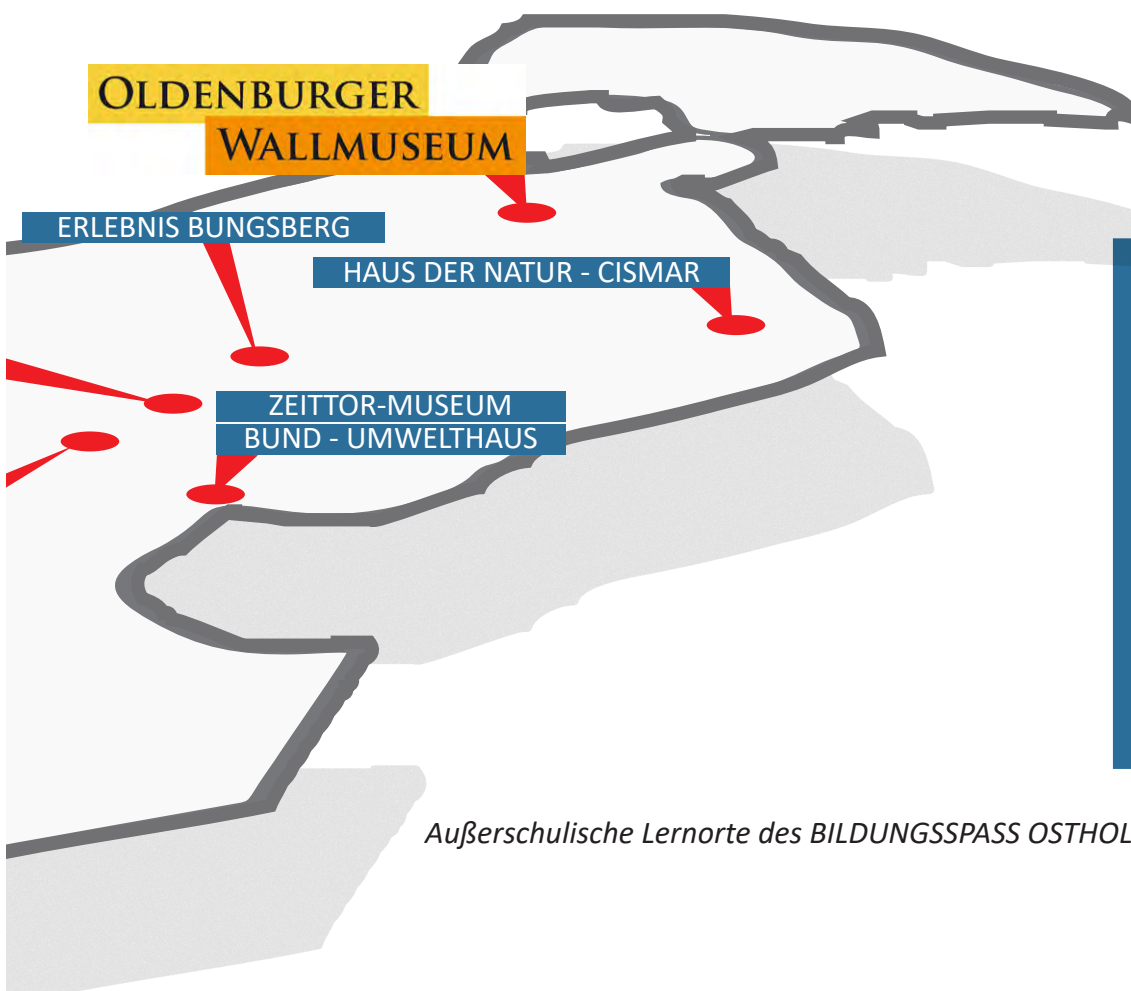 OLDENBURGER
WALLMUSEUM
ERLEBNIS BUNGSBERG
HAUS DER NATUR - CISMAR
ZEITTOR-MUSEUM
BUND - UMWELTHAUS
Außerschulische Lernorte des BILDUNGSSPASS OSTHOL